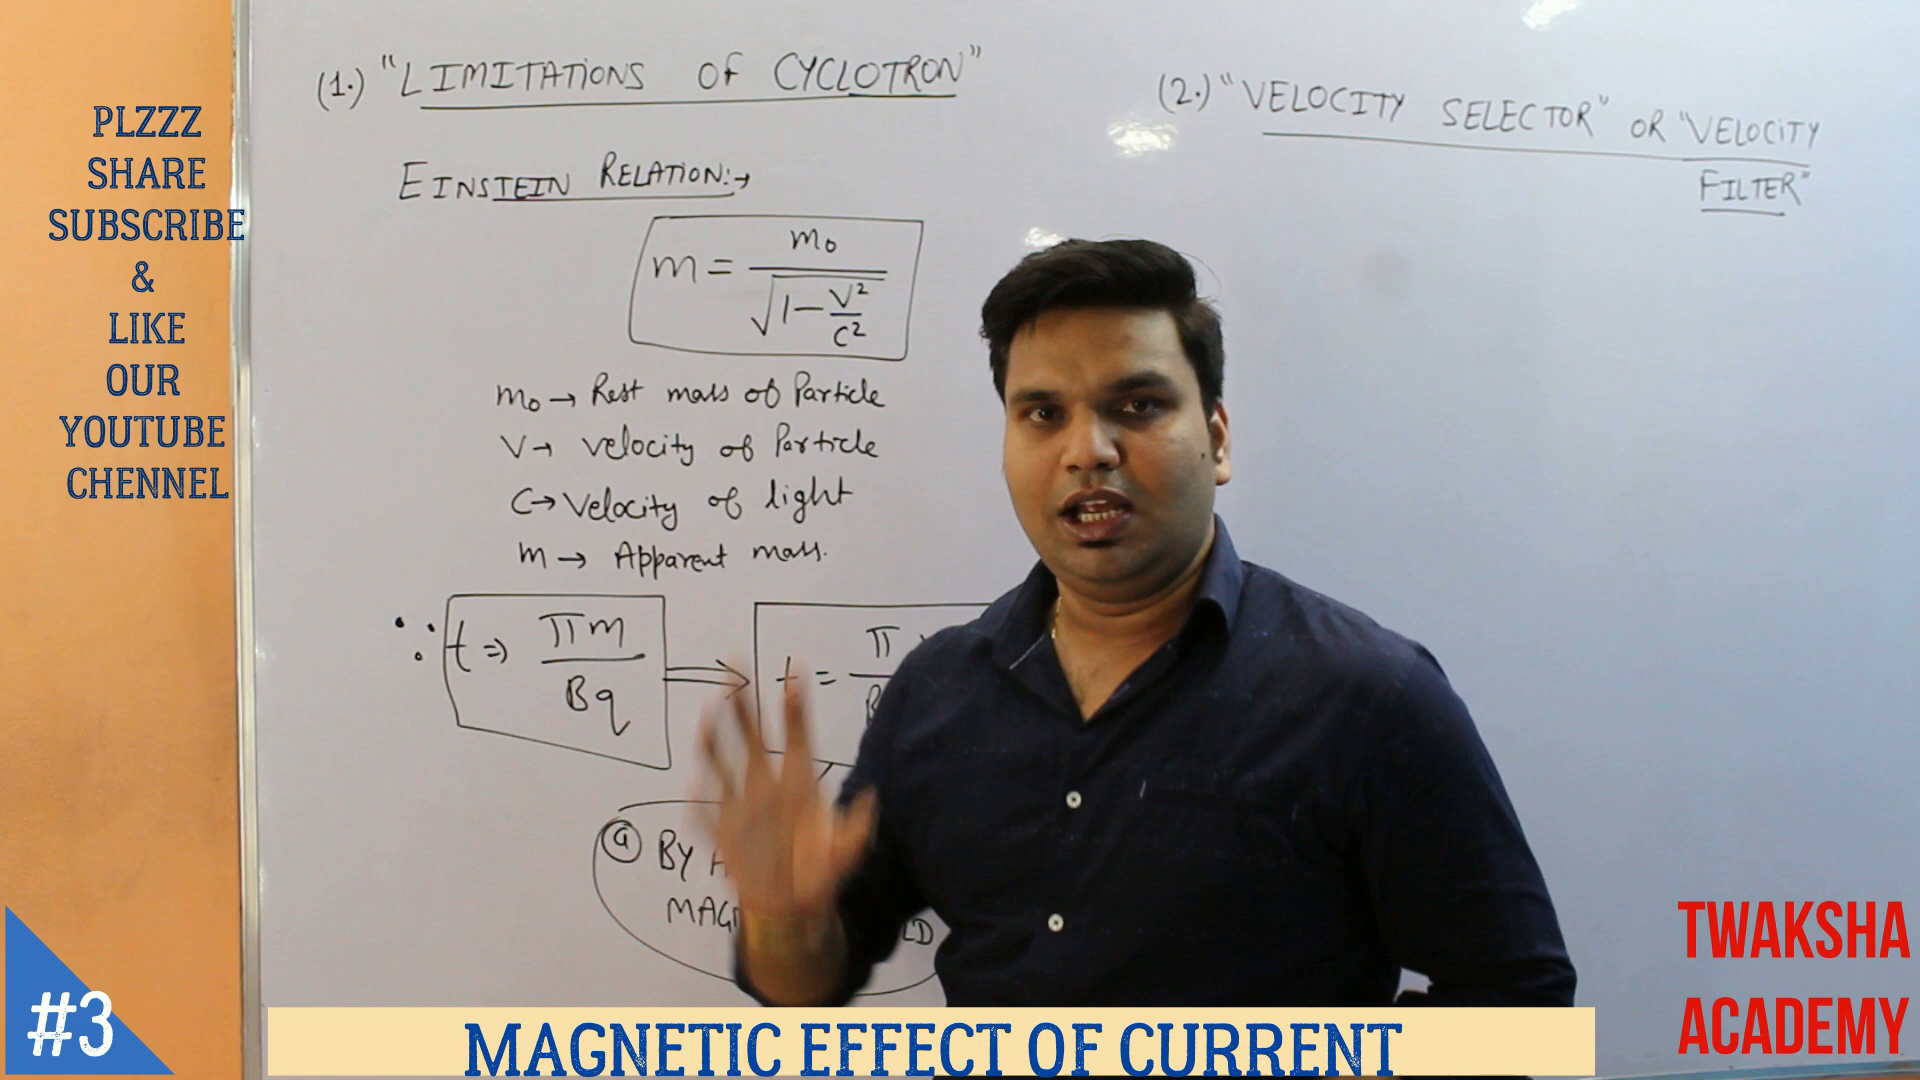 PLZZZ
SHARE
SUBSCRIBE
&
LIKE
OUR
YOUTUBE
CHENNEL
(1.) "LIMITATIONS OF CYCLOTRON"
EINSTEIN RELATION:→
m = m₀ / √(1 − V²/C²)
m₀ → Rest mass of Particle
V → velocity of Particle
C → Velocity of light
m → Apparent mass.
∵ t ⇒ πm / Bq ⇒ t = π
(a) BY
(2.) "VELOCITY SELECTOR" OR "VELOCITY
FILTER"
#3
MAGNETIC EFFECT OF CURRENT
TWAKSHA
ACADEMY